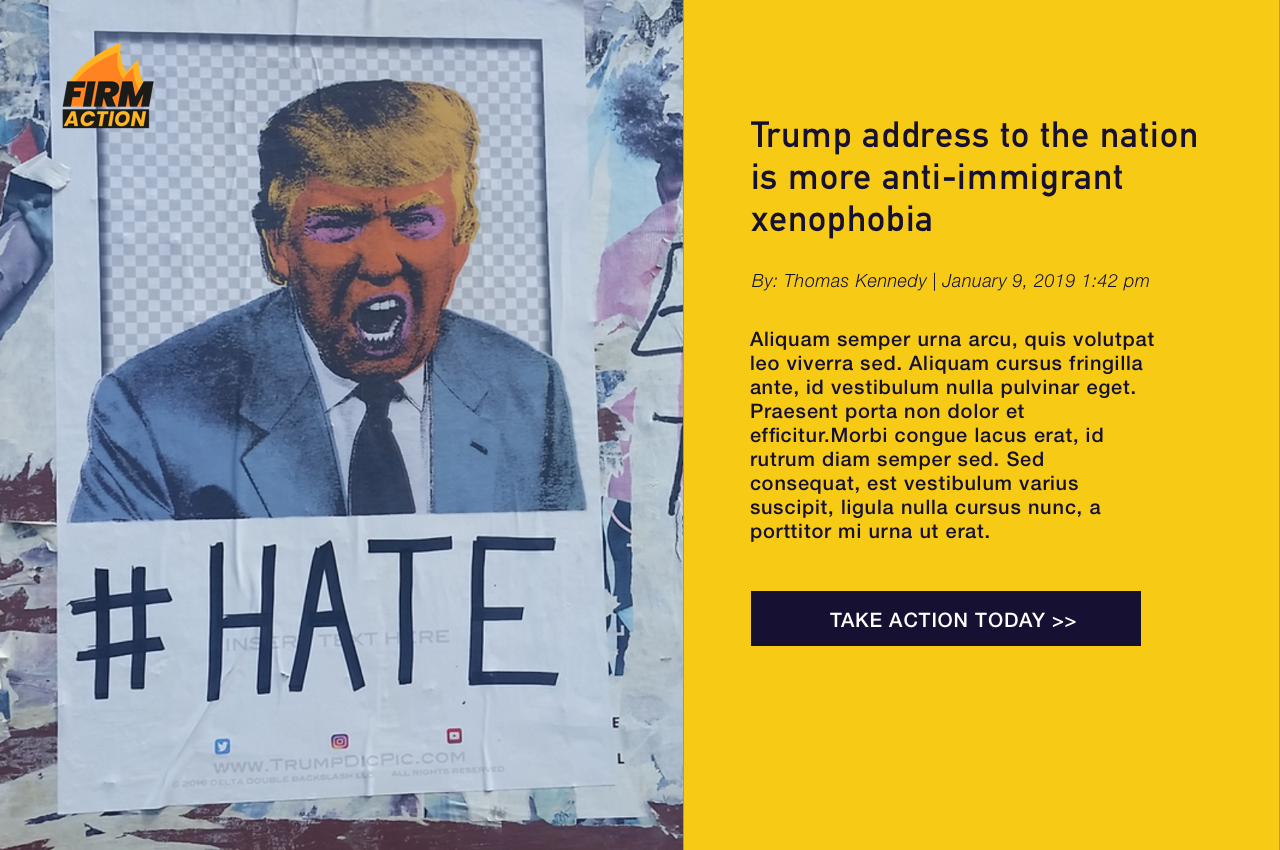 FIRM
ACTION
#HATE
INSERT TEXT HERE
www.TrumpDicPic.com
© 2016 DELTA DOUBLE BACKSLASH LLC ALL RIGHTS RESERVED
E
L
Trump address to the nation
is more anti-immigrant
xenophobia
By: Thomas Kennedy | January 9, 2019 1:42 pm
Aliquam semper urna arcu, quis volutpat
leo viverra sed. Aliquam cursus fringilla
ante, id vestibulum nulla pulvinar eget.
Praesent porta non dolor et
efficitur.Morbi congue lacus erat, id
rutrum diam semper sed. Sed
consequat, est vestibulum varius
suscipit, ligula nulla cursus nunc, a
porttitor mi urna ut erat.
TAKE ACTION TODAY >>